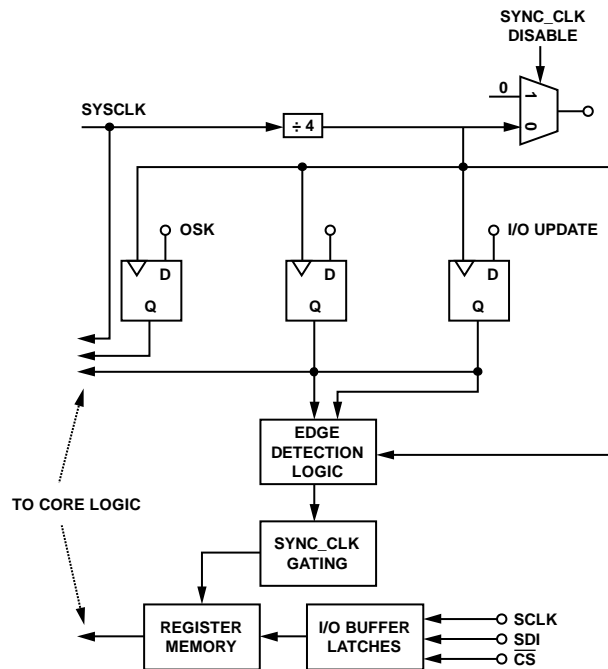 SYNC_CLK
DISABLE
0
1
SYSCLK
÷ 4
0
OSK
I/O UPDATE
D
D
D
Q
Q
Q
EDGE
DETECTION
LOGIC
TO CORE LOGIC
SYNC_CLK
GATING
REGISTER
MEMORY
I/O BUFFER
LATCHES
SCLK
SDI
CS